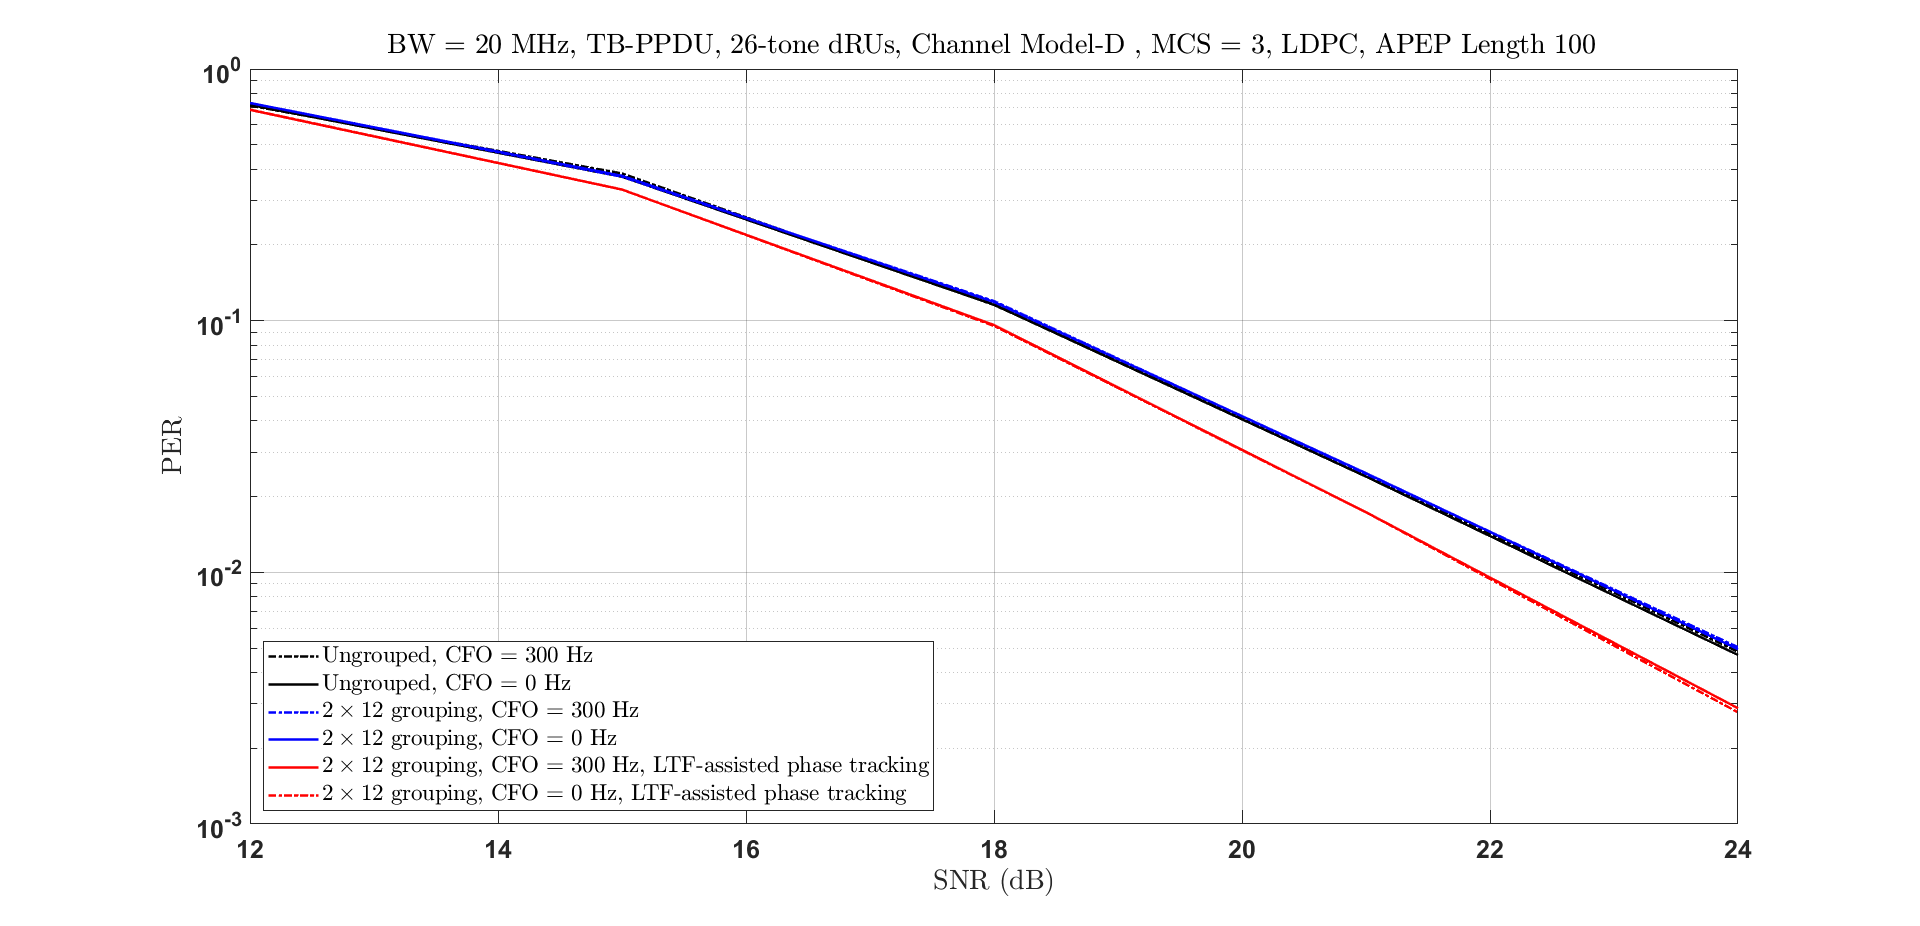 BW = 20 MHz, TB-PPDU, 26-tone dRUs, Channel Model-D , MCS = 3, LDPC, APEP Length 100
10^0
10^-1
10^-2
10^-3
PER
Ungrouped, CFO = 300 Hz
Ungrouped, CFO = 0 Hz
2 × 12 grouping, CFO = 300 Hz
2 × 12 grouping, CFO = 0 Hz
2 × 12 grouping, CFO = 300 Hz, LTF-assisted phase tracking
2 × 12 grouping, CFO = 0 Hz, LTF-assisted phase tracking
12 14 16 18 20 22 24
SNR (dB)